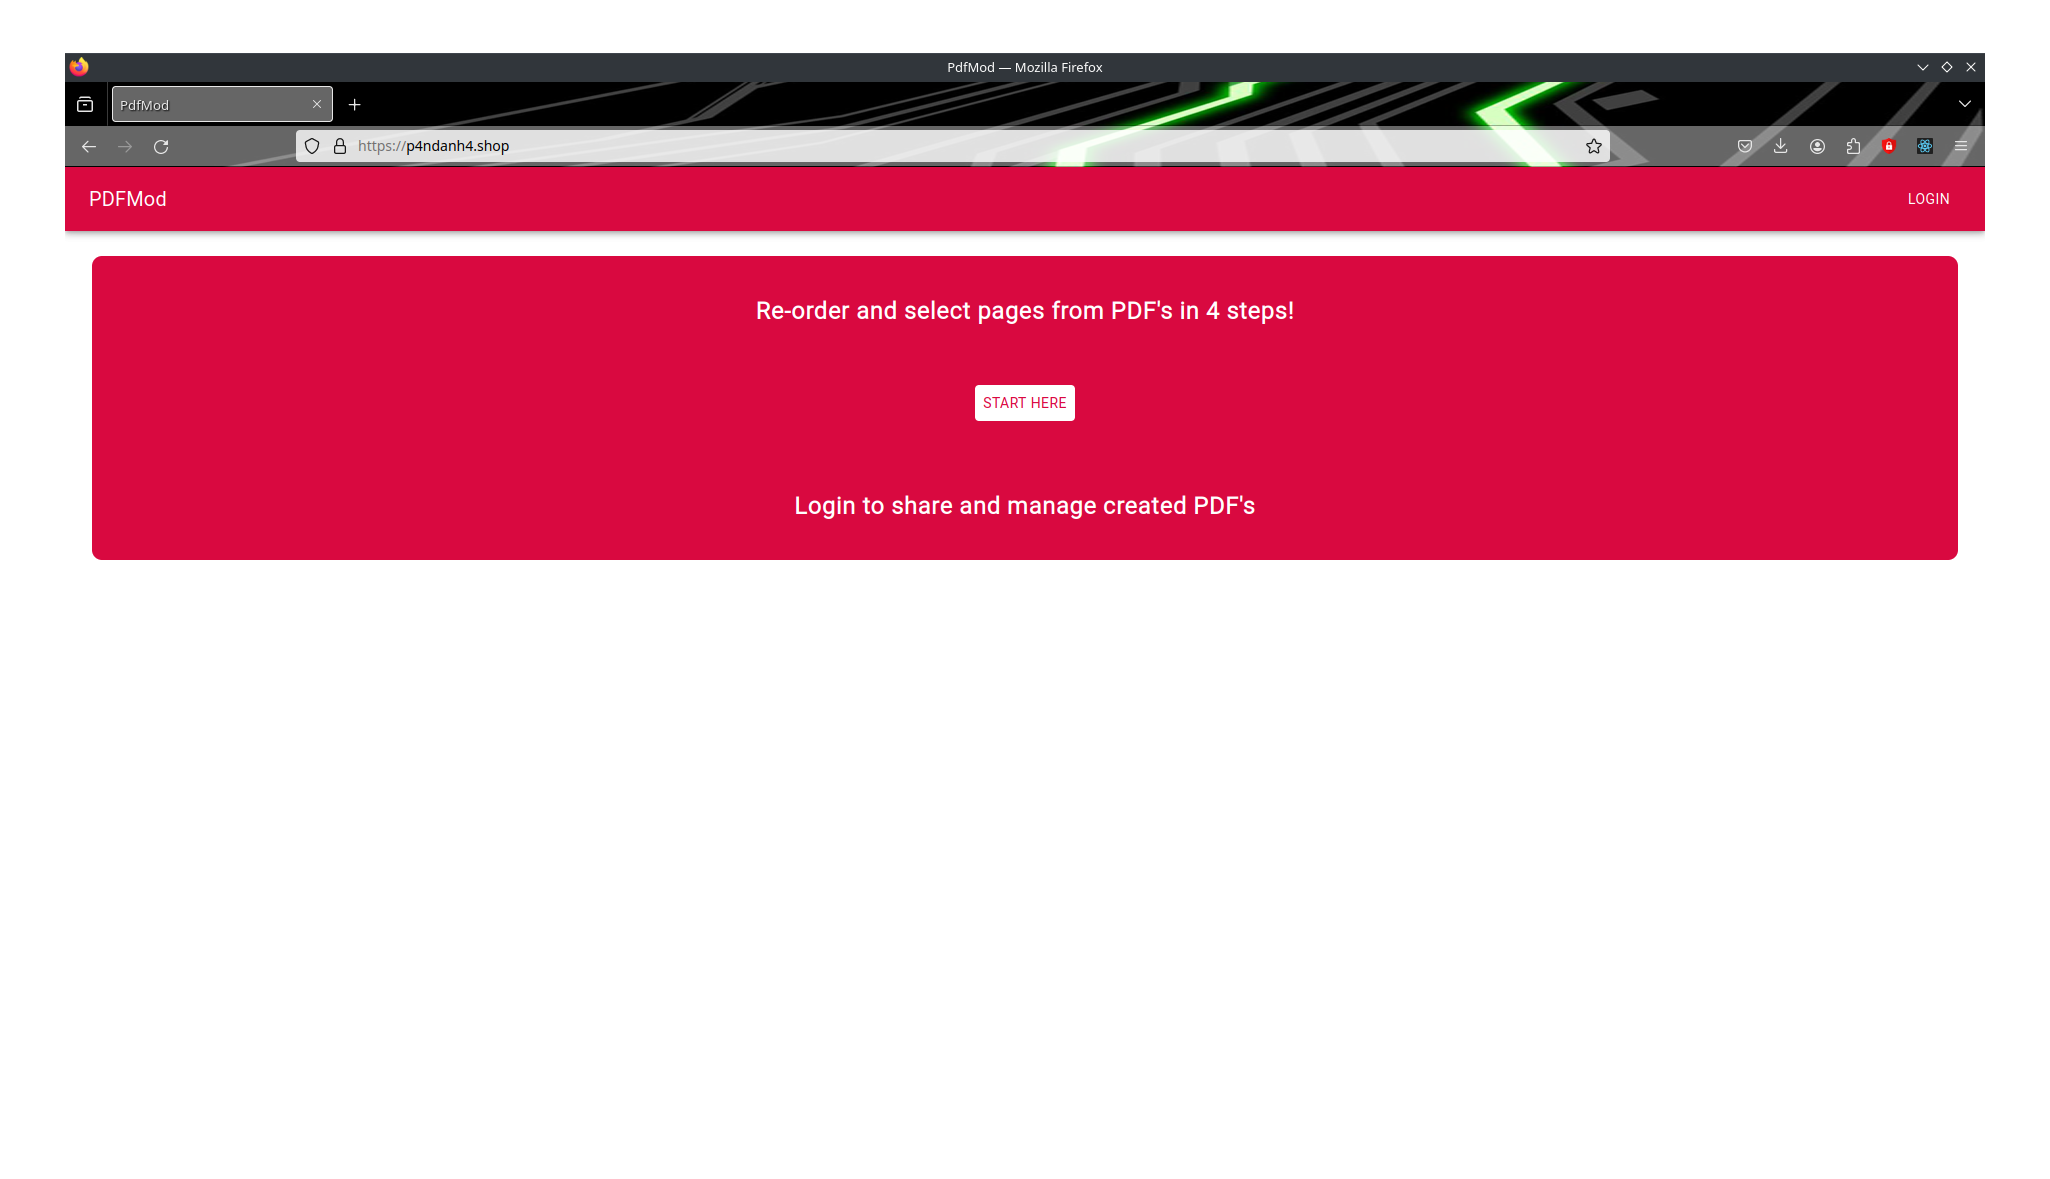 PdfMod — Mozilla Firefox
PdfMod
https://p4ndanh4.shop
PDFMod
LOGIN
Re-order and select pages from PDF's in 4 steps!
START HERE
Login to share and manage created PDF's